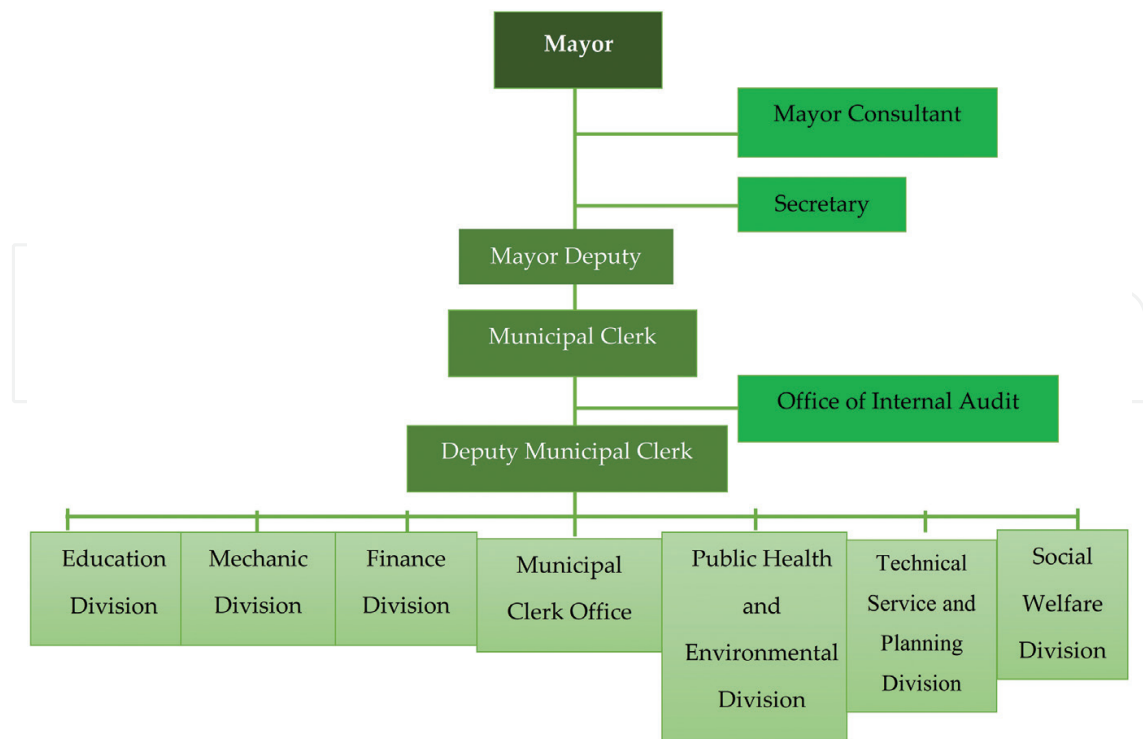 Mayor
Mayor Consultant
Secretary
Mayor Deputy
Municipal Clerk
Office of Internal Audit
Deputy Municipal Clerk
Education
Division
Mechanic
Division
Finance
Division
Municipal
Clerk Office
Public Health
and
Environmental
Division
Technical
Service and
Planning
Division
Social
Welfare
Division